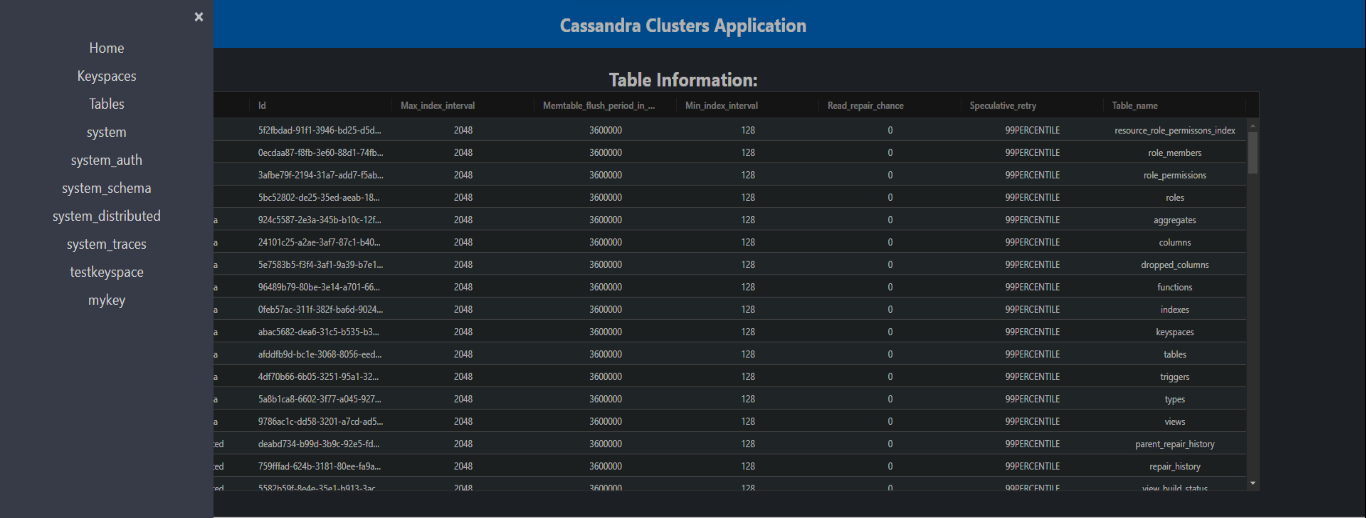 ×
Home
Keyspaces
Tables
system
system_auth
system_schema
system_distributed
system_traces
testkeyspace
mykey
Cassandra Clusters Application
Table Information:
Id Max_index_interval Memtable_flush_period_in_... Min_index_interval Read_repair_chance Speculative_retry Table_name
5f2fbdad-91f1-3946-bd25-d5d... 2048 3600000 128 0 99PERCENTILE resource_role_permissons_index
0ecdaa87-f8fb-3e60-88d1-74fb... 2048 3600000 128 0 99PERCENTILE role_members
3afbe79f-2194-31a7-add7-f5ab... 2048 3600000 128 0 99PERCENTILE role_permissions
5bc52802-de25-35ed-aeab-18... 2048 3600000 128 0 99PERCENTILE roles
a 924c5587-2e3a-345b-b10c-12f... 2048 3600000 128 0 99PERCENTILE aggregates
a 24101c25-a2ae-3af7-87c1-b40... 2048 3600000 128 0 99PERCENTILE columns
a 5e7583b5-f3f4-3af1-9a39-b7e1... 2048 3600000 128 0 99PERCENTILE dropped_columns
a 96489b79-80be-3e14-a701-66... 2048 3600000 128 0 99PERCENTILE functions
a 0feb57ac-311f-382f-ba6d-9024... 2048 3600000 128 0 99PERCENTILE indexes
a abac5682-dea6-31c5-b535-b3... 2048 3600000 128 0 99PERCENTILE keyspaces
a afddfb9d-bc1e-3068-8056-eed... 2048 3600000 128 0 99PERCENTILE tables
a 4df70b66-6b05-3251-95a1-32... 2048 3600000 128 0 99PERCENTILE triggers
a 5a8b1ca8-6602-3f77-a045-927... 2048 3600000 128 0 99PERCENTILE types
a 9786ac1c-dd58-3201-a7cd-ad5... 2048 3600000 128 0 99PERCENTILE views
ted deabd734-b99d-3b9c-92e5-fd... 2048 3600000 128 0 99PERCENTILE parent_repair_history
ted 759fffad-624b-3181-80ee-fa9a... 2048 3600000 128 0 99PERCENTILE repair_history
ted 5582b59f-8e4e-35e1-b913-3ac... 2048 3600000 128 0 99PERCENTILE view_build_status